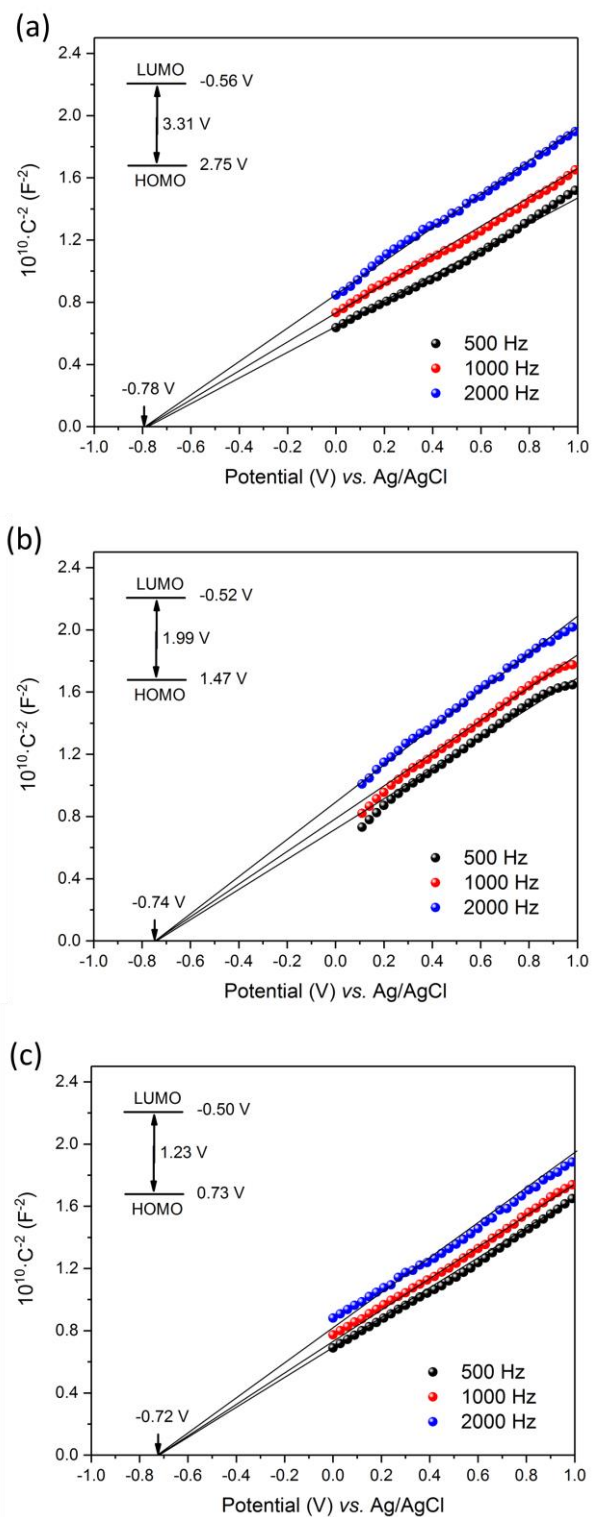 (a)
2.4
2.0
1.6
1.2
0.8
0.4
0.0
10¹⁰·C⁻² (F⁻²)
LUMO
-0.56 V
3.31 V
HOMO
2.75 V
-0.78 V
500 Hz
1000 Hz
2000 Hz
-1.0 -0.8 -0.6 -0.4 -0.2 0.0 0.2 0.4 0.6 0.8 1.0
Potential (V) vs. Ag/AgCl
(b)
2.4
2.0
1.6
1.2
0.8
0.4
0.0
10¹⁰·C⁻² (F⁻²)
LUMO
-0.52 V
1.99 V
HOMO
1.47 V
-0.74 V
500 Hz
1000 Hz
2000 Hz
-1.0 -0.8 -0.6 -0.4 -0.2 0.0 0.2 0.4 0.6 0.8 1.0
Potential (V) vs. Ag/AgCl
(c)
2.4
2.0
1.6
1.2
0.8
0.4
0.0
10¹⁰·C⁻² (F⁻²)
LUMO
-0.50 V
1.23 V
0.73 V
HOMO
-0.72 V
500 Hz
1000 Hz
2000 Hz
-1.0 -0.8 -0.6 -0.4 -0.2 0.0 0.2 0.4 0.6 0.8 1.0
Potential (V) vs. Ag/AgCl